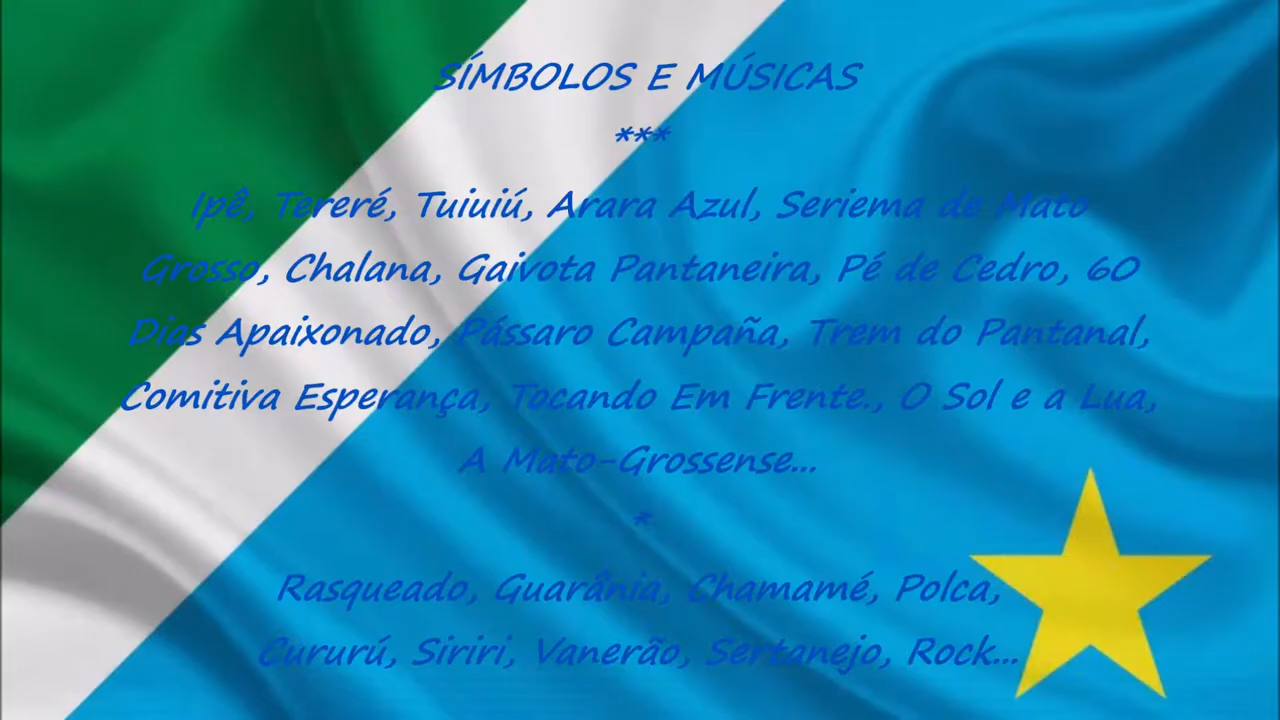 SÍMBOLOS E MÚSICAS
***
Ipê, Tereré, Tuiuiú, Arara Azul, Seriema de Mato
Grosso, Chalana, Gaivota Pantaneira, Pé de Cedro, 60
Dias Apaixonado, Pássaro Campaña, Trem do Pantanal,
Comitiva Esperança, Tocando Em Frente., O Sol e a Lua,
A Mato-Grossense...
*
Rasqueado, Guarânia, Chamamé, Polca,
Cururú, Siriri, Vanerão, Sertanejo, Rock...